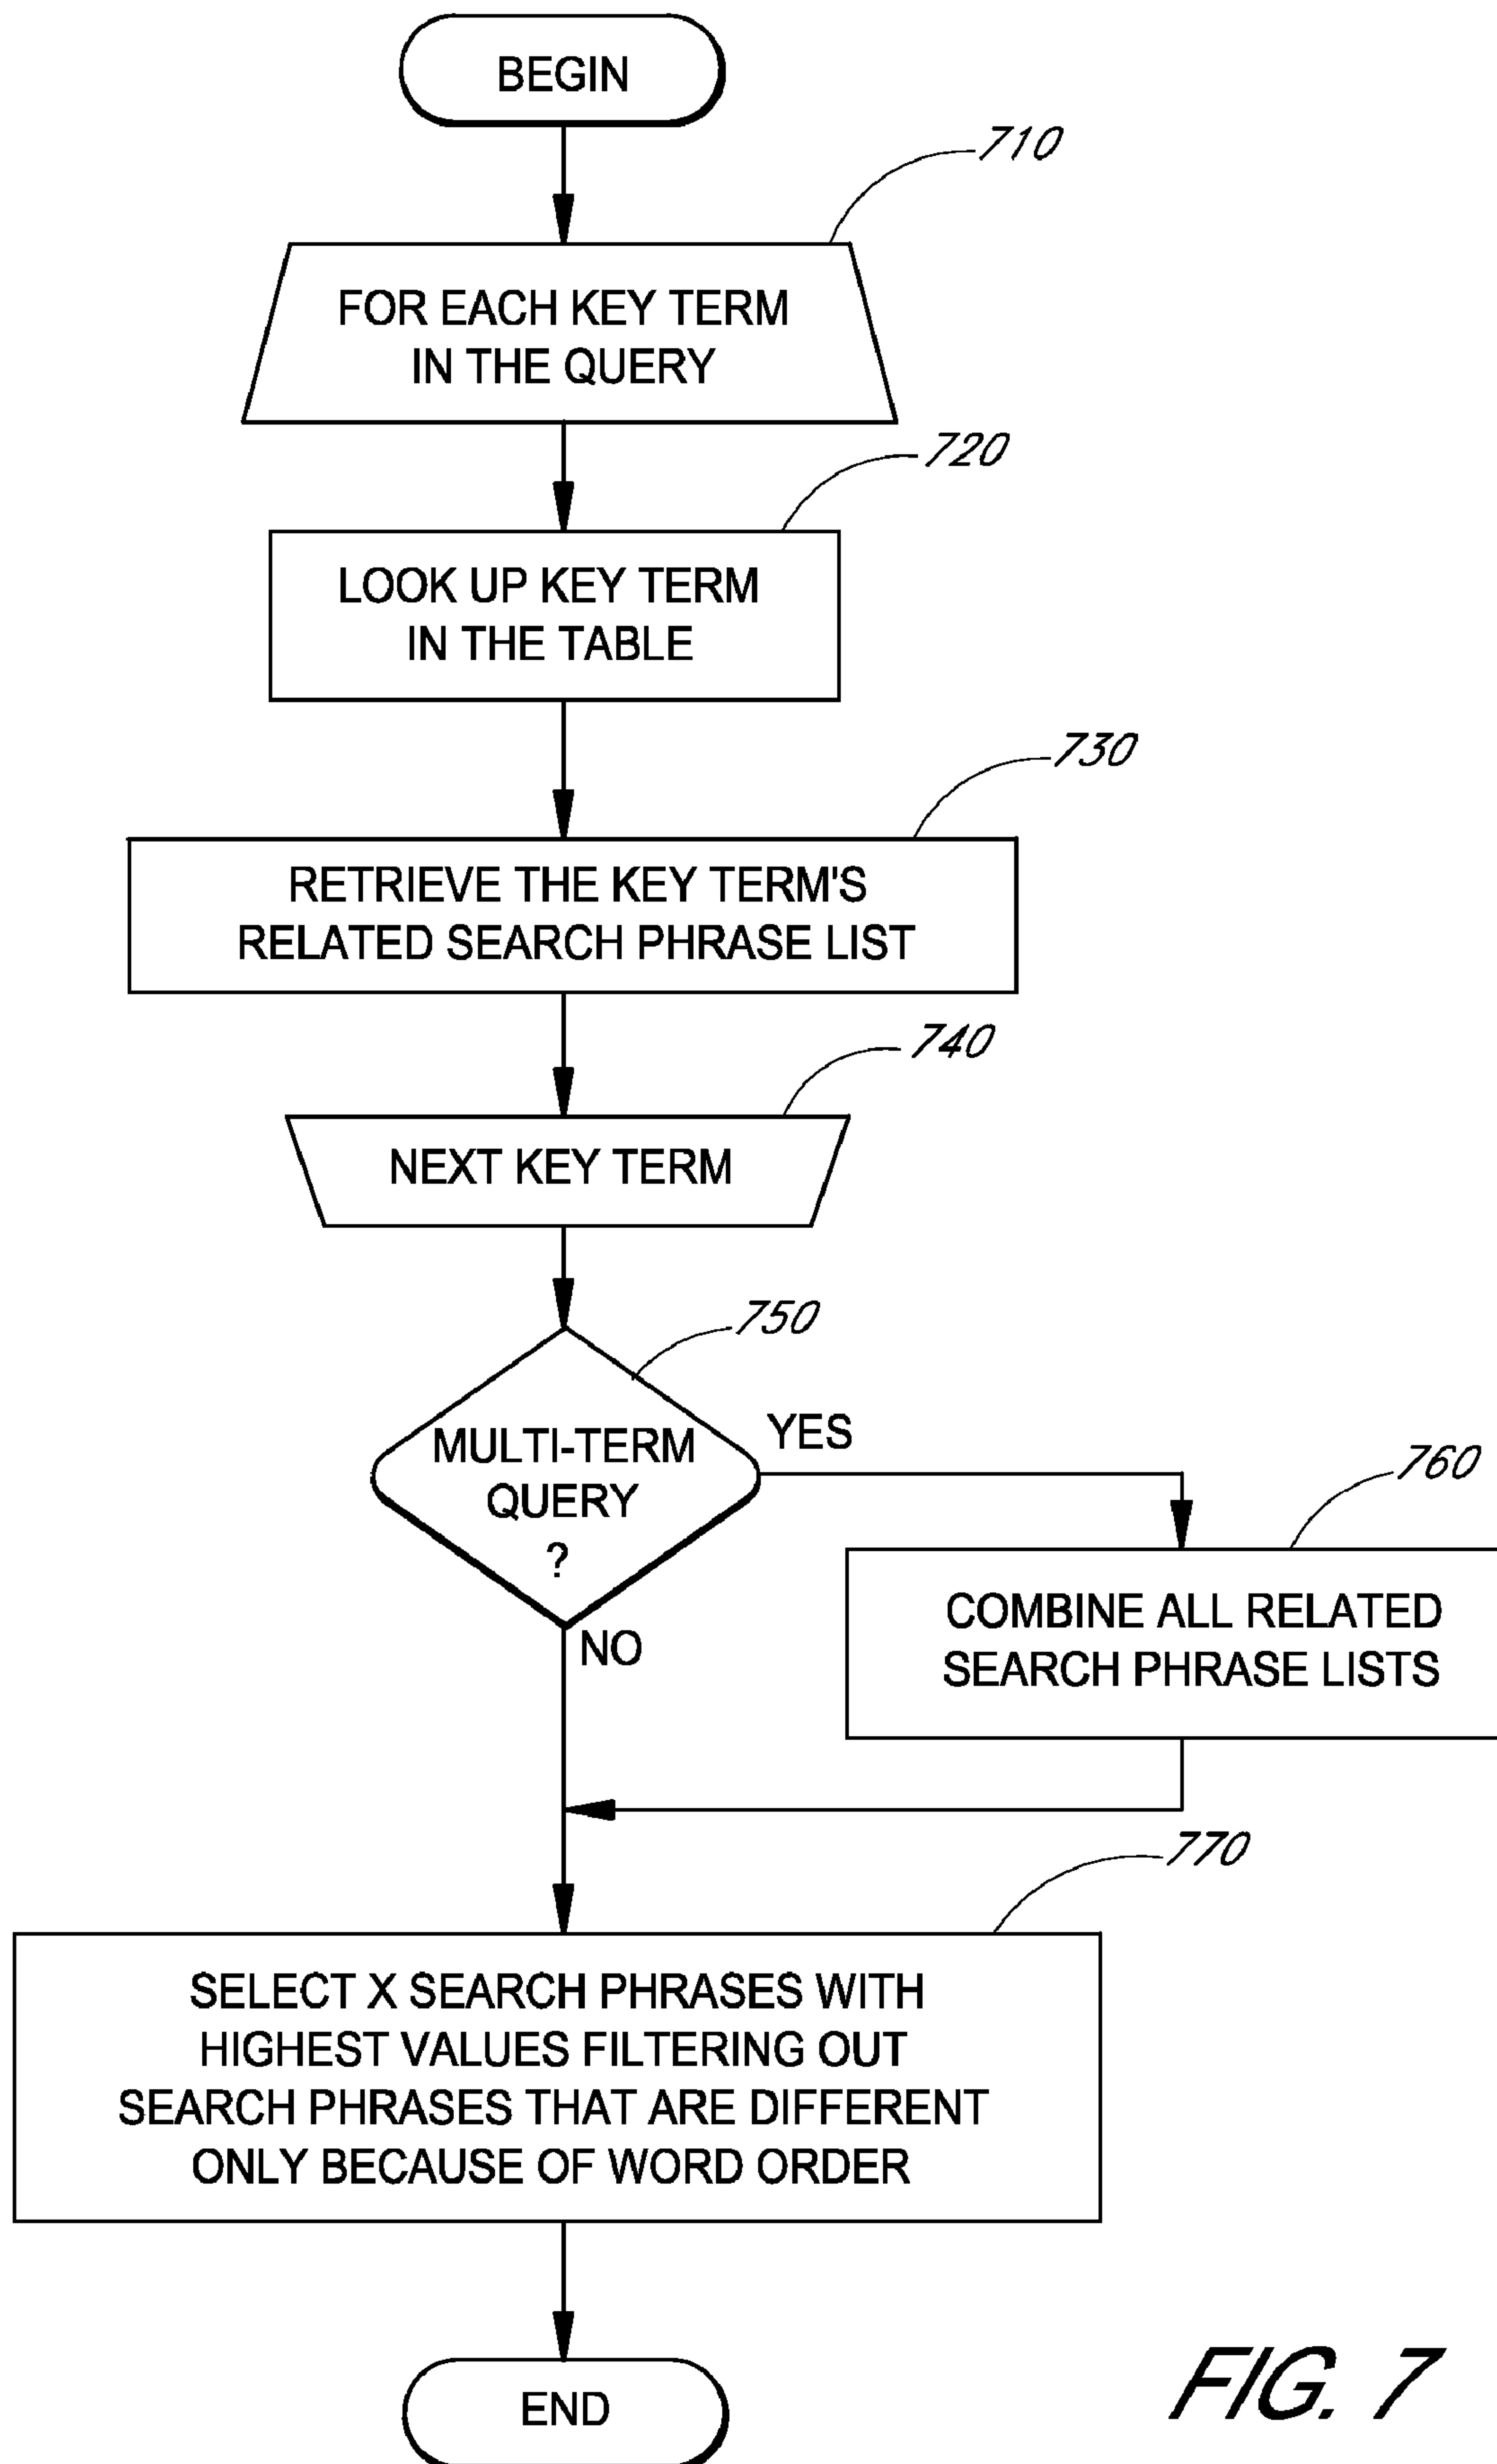 BEGIN
710
FOR EACH KEY TERM
IN THE QUERY
720
LOOK UP KEY TERM
IN THE TABLE
730
RETRIEVE THE KEY TERM'S
RELATED SEARCH PHRASE LIST
740
NEXT KEY TERM
750
MULTI-TERM
QUERY
?
YES
NO
760
COMBINE ALL RELATED
SEARCH PHRASE LISTS
770
SELECT X SEARCH PHRASES WITH
HIGHEST VALUES FILTERING OUT
SEARCH PHRASES THAT ARE DIFFERENT
ONLY BECAUSE OF WORD ORDER
END
FIG. 7